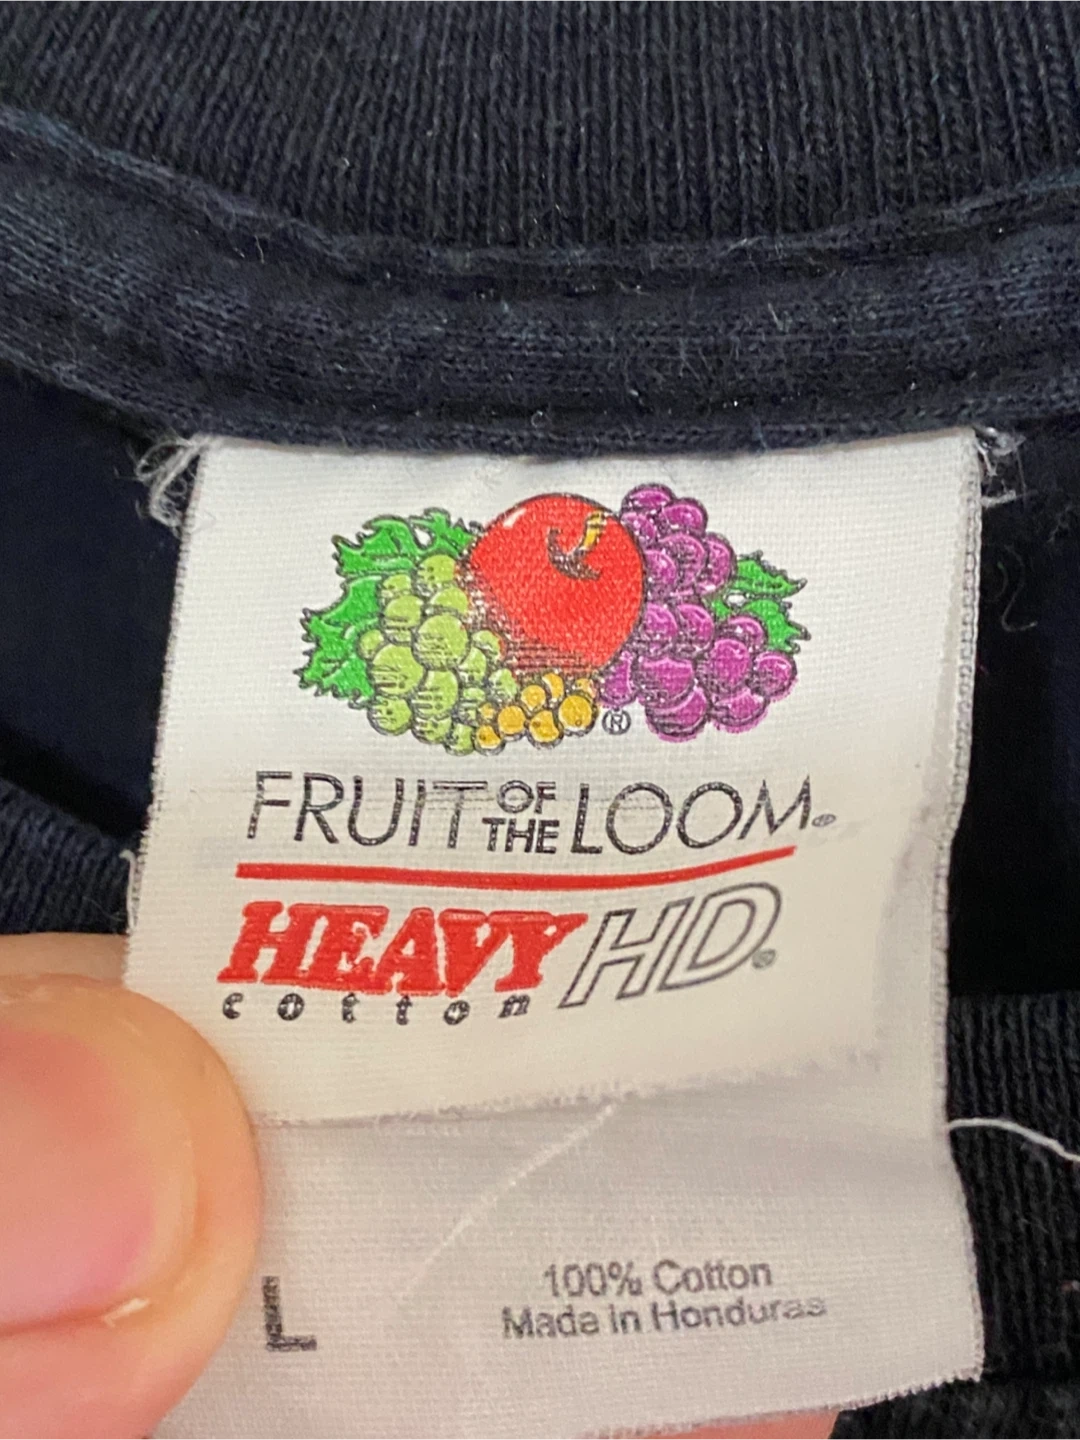 ®
FRUIT OF THE LOOM®
HEAVY HD®
cotton
L
100% Cotton
Made in Honduras